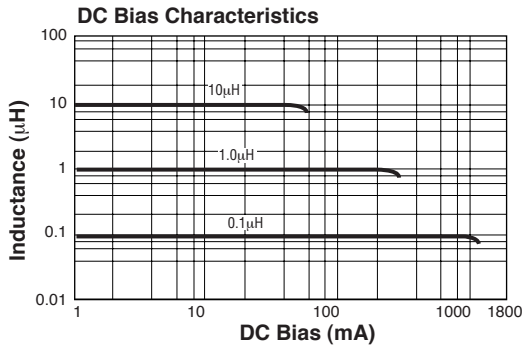 DC Bias Characteristics
100
10
1
0.1
0.01
Inductance (μH)
10μH
1.0μH
0.1μH
1 10 100 1000 1800
DC Bias (mA)